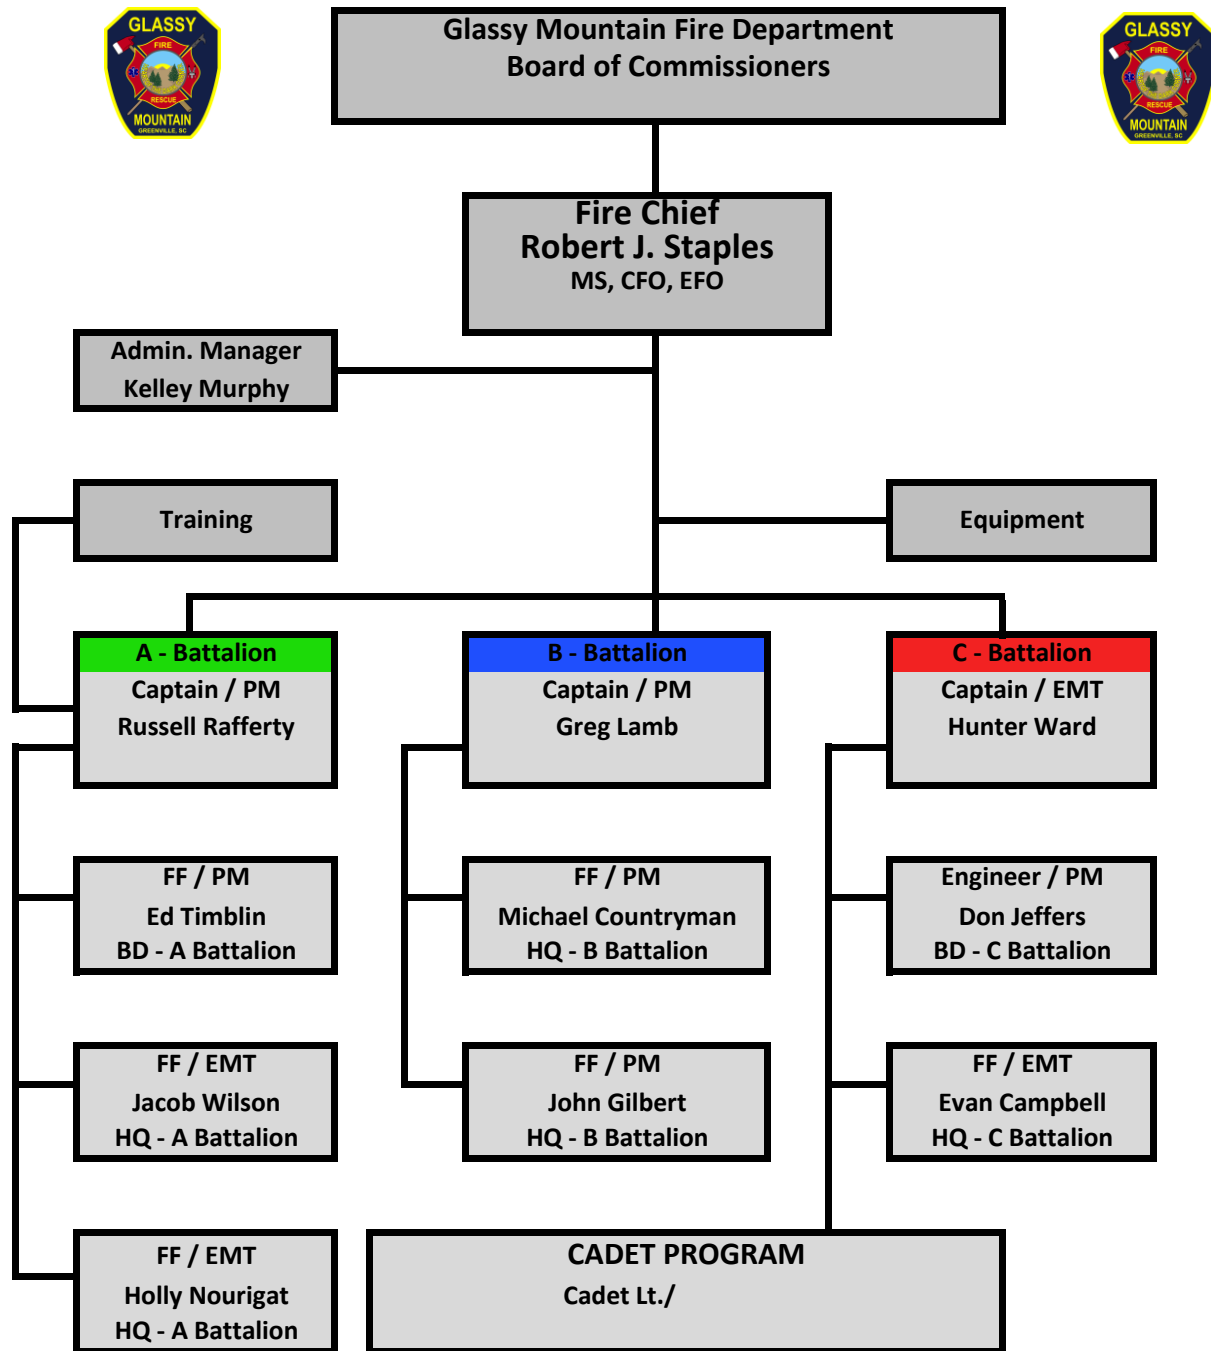 GLASSY
FIRE
RESCUE
MOUNTAIN
GREENVILLE, SC
Glassy Mountain Fire Department
Board of Commissioners
GLASSY
FIRE
RESCUE
MOUNTAIN
GREENVILLE, SC
Fire Chief
Robert J. Staples
MS, CFO, EFO
Admin. Manager
Kelley Murphy
Training
Equipment
A - Battalion
Captain / PM
Russell Rafferty
B - Battalion
Captain / PM
Greg Lamb
C - Battalion
Captain / EMT
Hunter Ward
FF / PM
Ed Timblin
BD - A Battalion
FF / PM
Michael Countryman
HQ - B Battalion
Engineer / PM
Don Jeffers
BD - C Battalion
FF / EMT
Jacob Wilson
HQ - A Battalion
FF / PM
John Gilbert
HQ - B Battalion
FF / EMT
Evan Campbell
HQ - C Battalion
FF / EMT
Holly Nourigat
HQ - A Battalion
CADET PROGRAM
Cadet Lt./